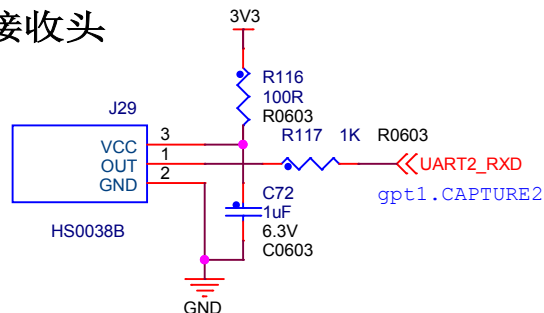 接收头
3V3
R116
100R
R0603
J29
R117 1K R0603
VCC 3
OUT 1
GND 2
UART2_RXD
gpt1.CAPTURE2
C72
1uF
6.3V
C0603
HS0038B
GND